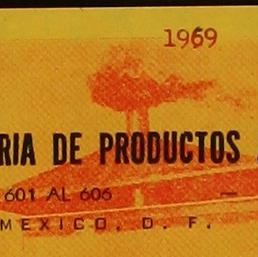 1969
RIA DE PRODUCTOS
601 AL 606 —
MEXICO, D. F.